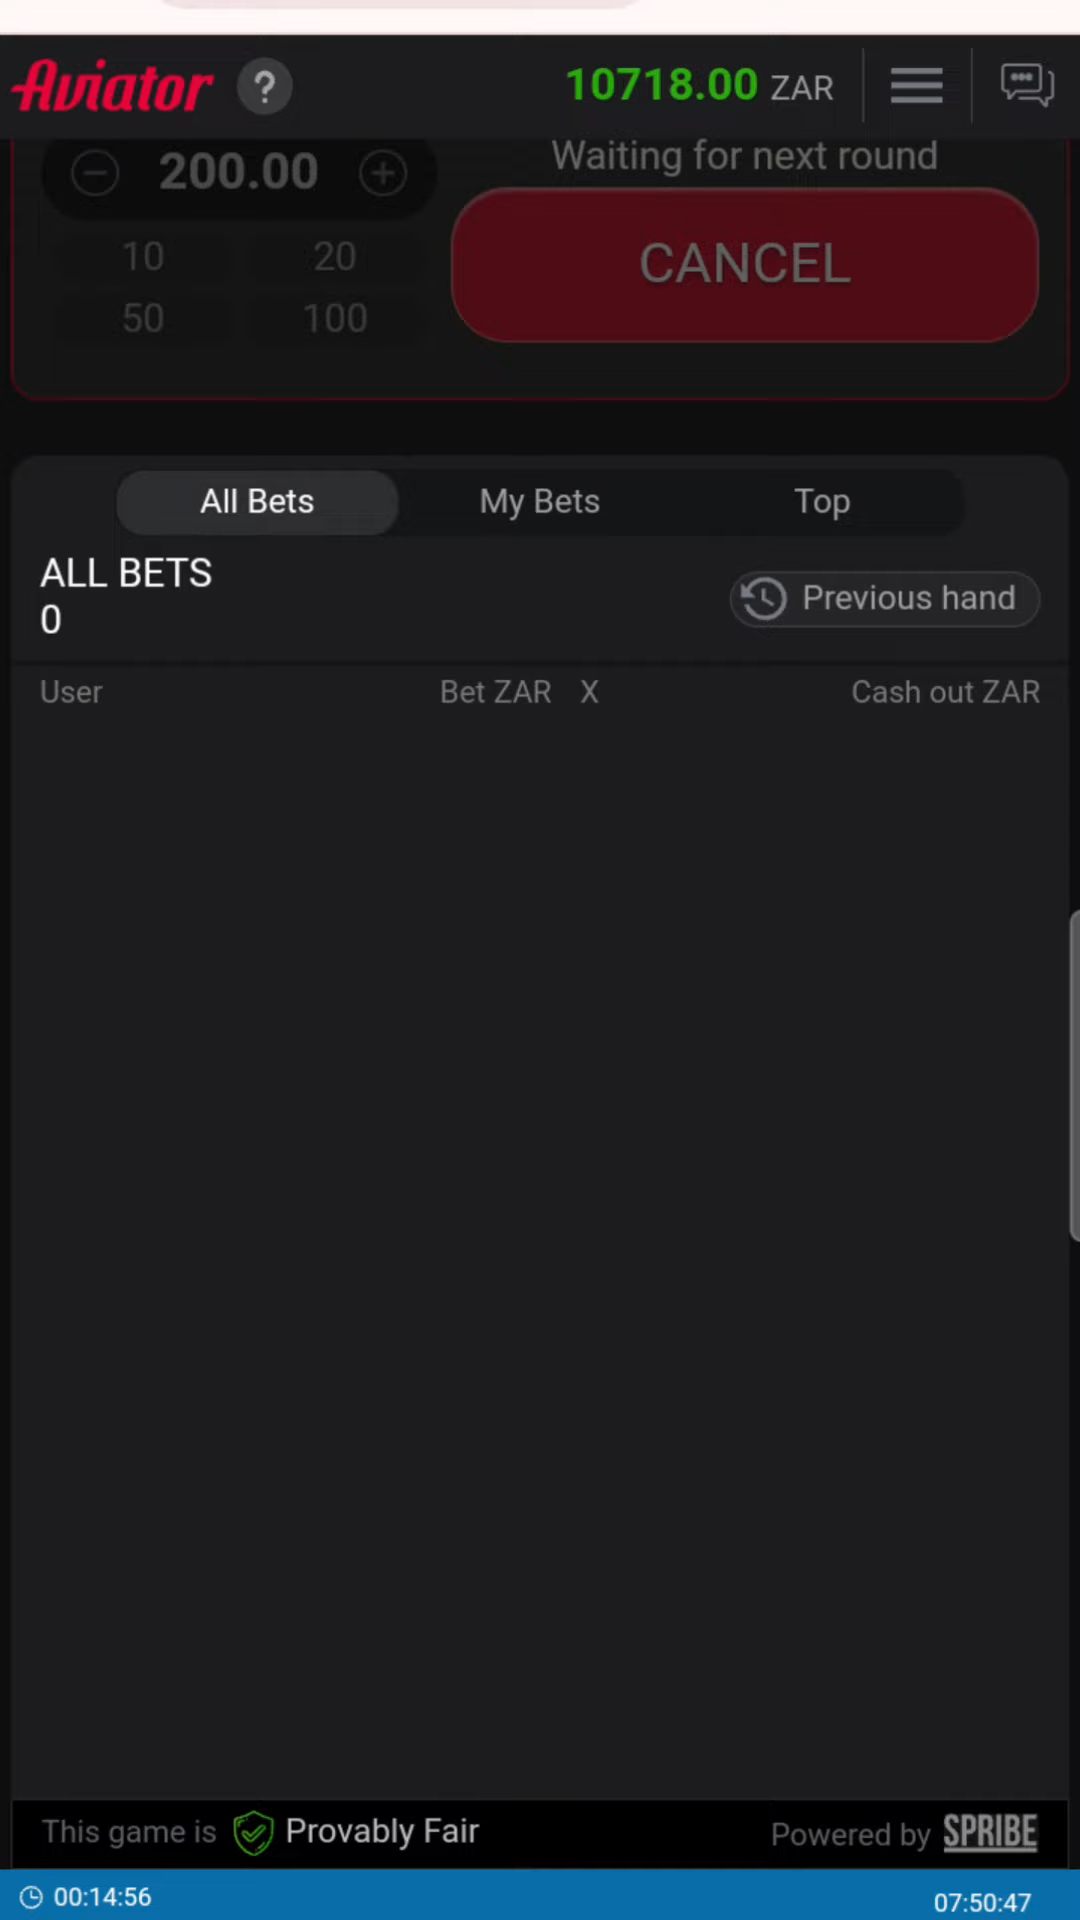 Aviator ? 10718.00 ZAR
200.00 Waiting for next round
10 20 CANCEL
50 100
All Bets My Bets Top
ALL BETS
0 Previous hand
User Bet ZAR X Cash out ZAR
This game is Provably Fair Powered by SPRIBE
00:14:56 07:50:47